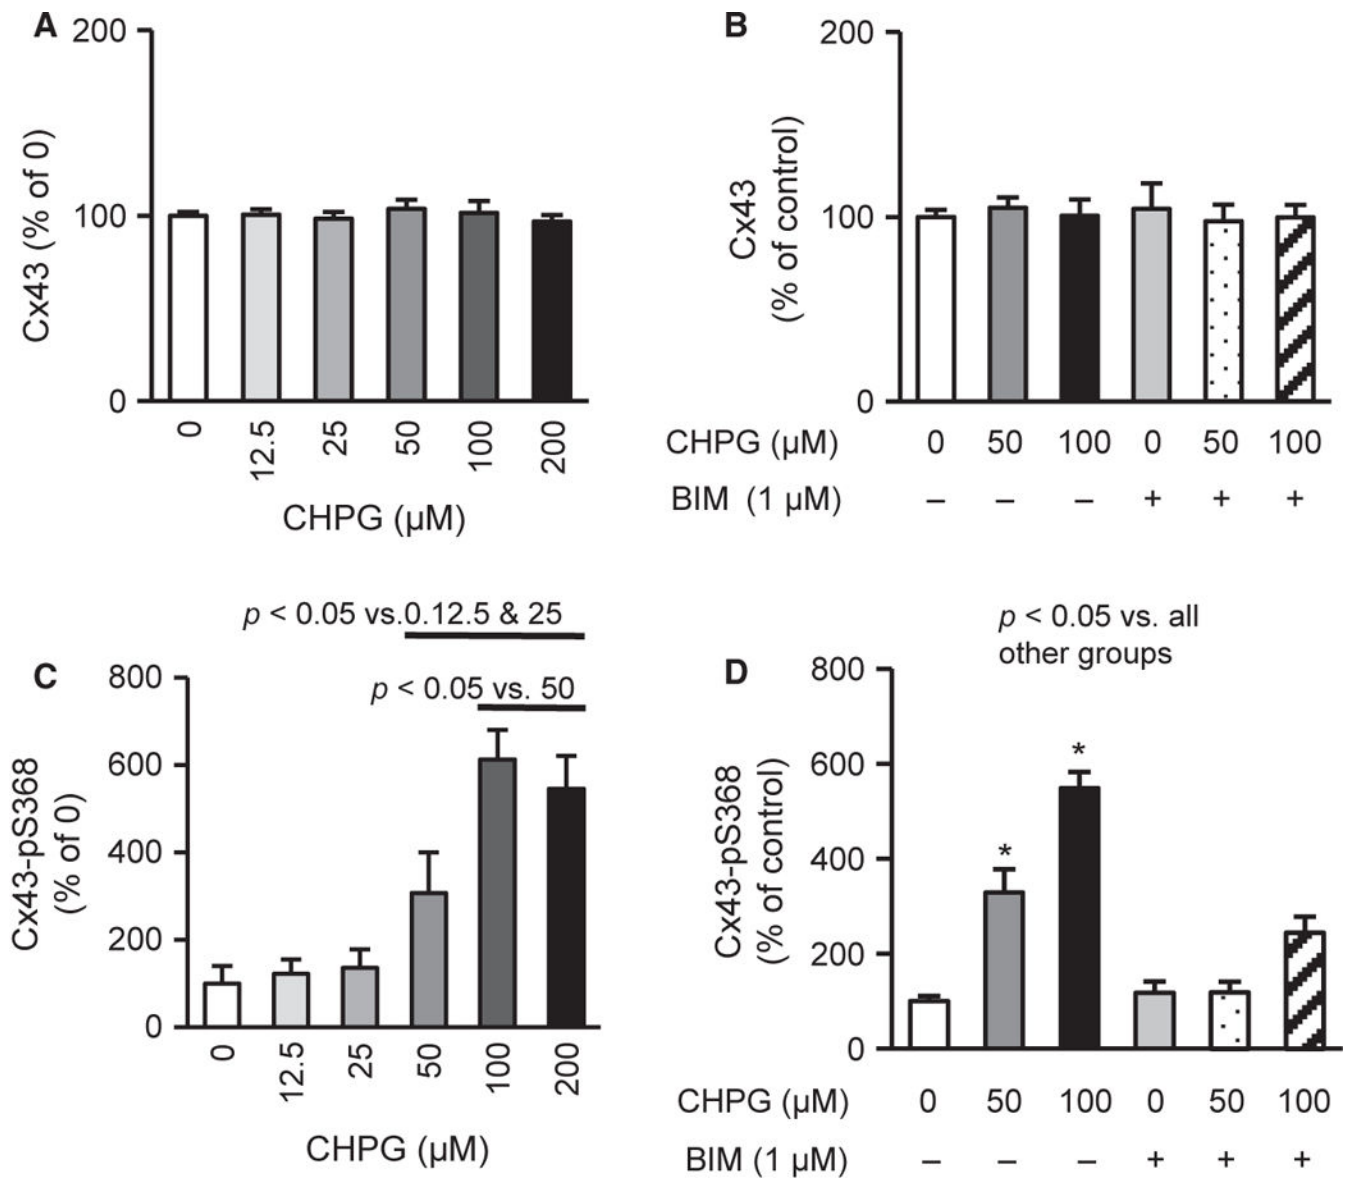 A
200
100
0
Cx43 (% of 0)
0 12.5 25 50 100 200
CHPG (µM)
B
200
100
0
Cx43
(% of control)
CHPG (µM) 0 50 100 0 50 100
BIM (1 µM) – – – + + +
p < 0.05 vs.0.12.5 & 25
p < 0.05 vs. 50
C
800
600
400
200
0
Cx43-pS368
(% of 0)
0 12.5 25 50 100 200
CHPG (µM)
p < 0.05 vs. all
other groups
D
800
600
400
200
0
Cx43-pS368
(% of control)
*
*
CHPG (µM) 0 50 100 0 50 100
BIM (1 µM) – – – + + +